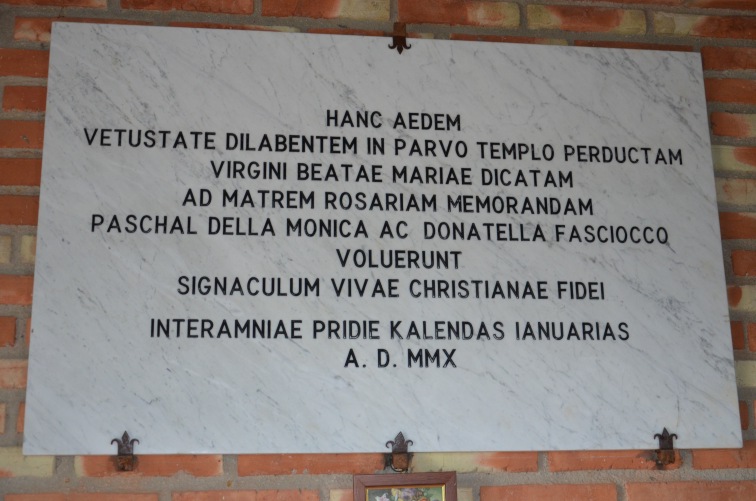 HANC AEDEM
VETUSTATE DILABENTEM IN PARVO TEMPLO PERDUCTAM
VIRGINI BEATAE MARIAE DICATAM
AD MATREM ROSARIAM MEMORANDAM
PASCHAL DELLA MONICA AC DONATELLA FASCIOCCO
VOLUERUNT
SIGNACULUM VIVAE CHRISTIANAE FIDEI
INTERAMNIAE PRIDIE KALENDAS IANUARIAS
A. D. MMX